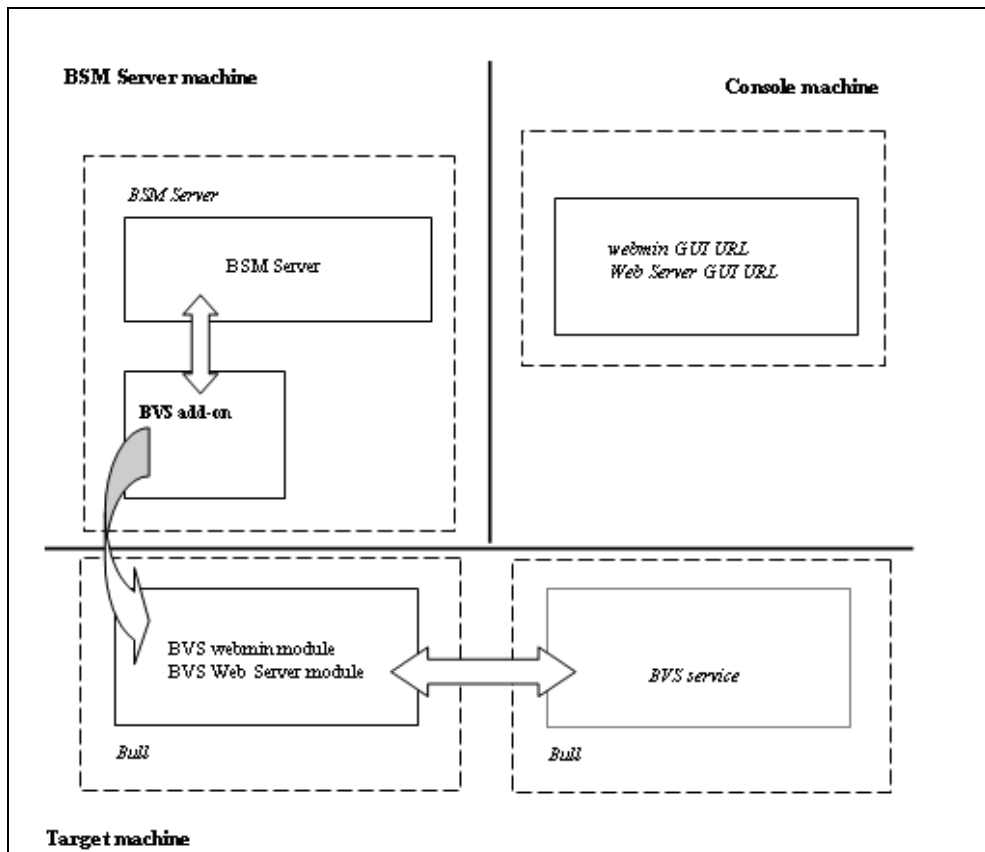 BSM Server machine
Console machine
BSM Server
BSM Server
webmin GUI URL
Web Server GUI URL
BVS add-on
BVS webmin module
BVS Web Server module
BVS service
Bull
Bull
Target machine